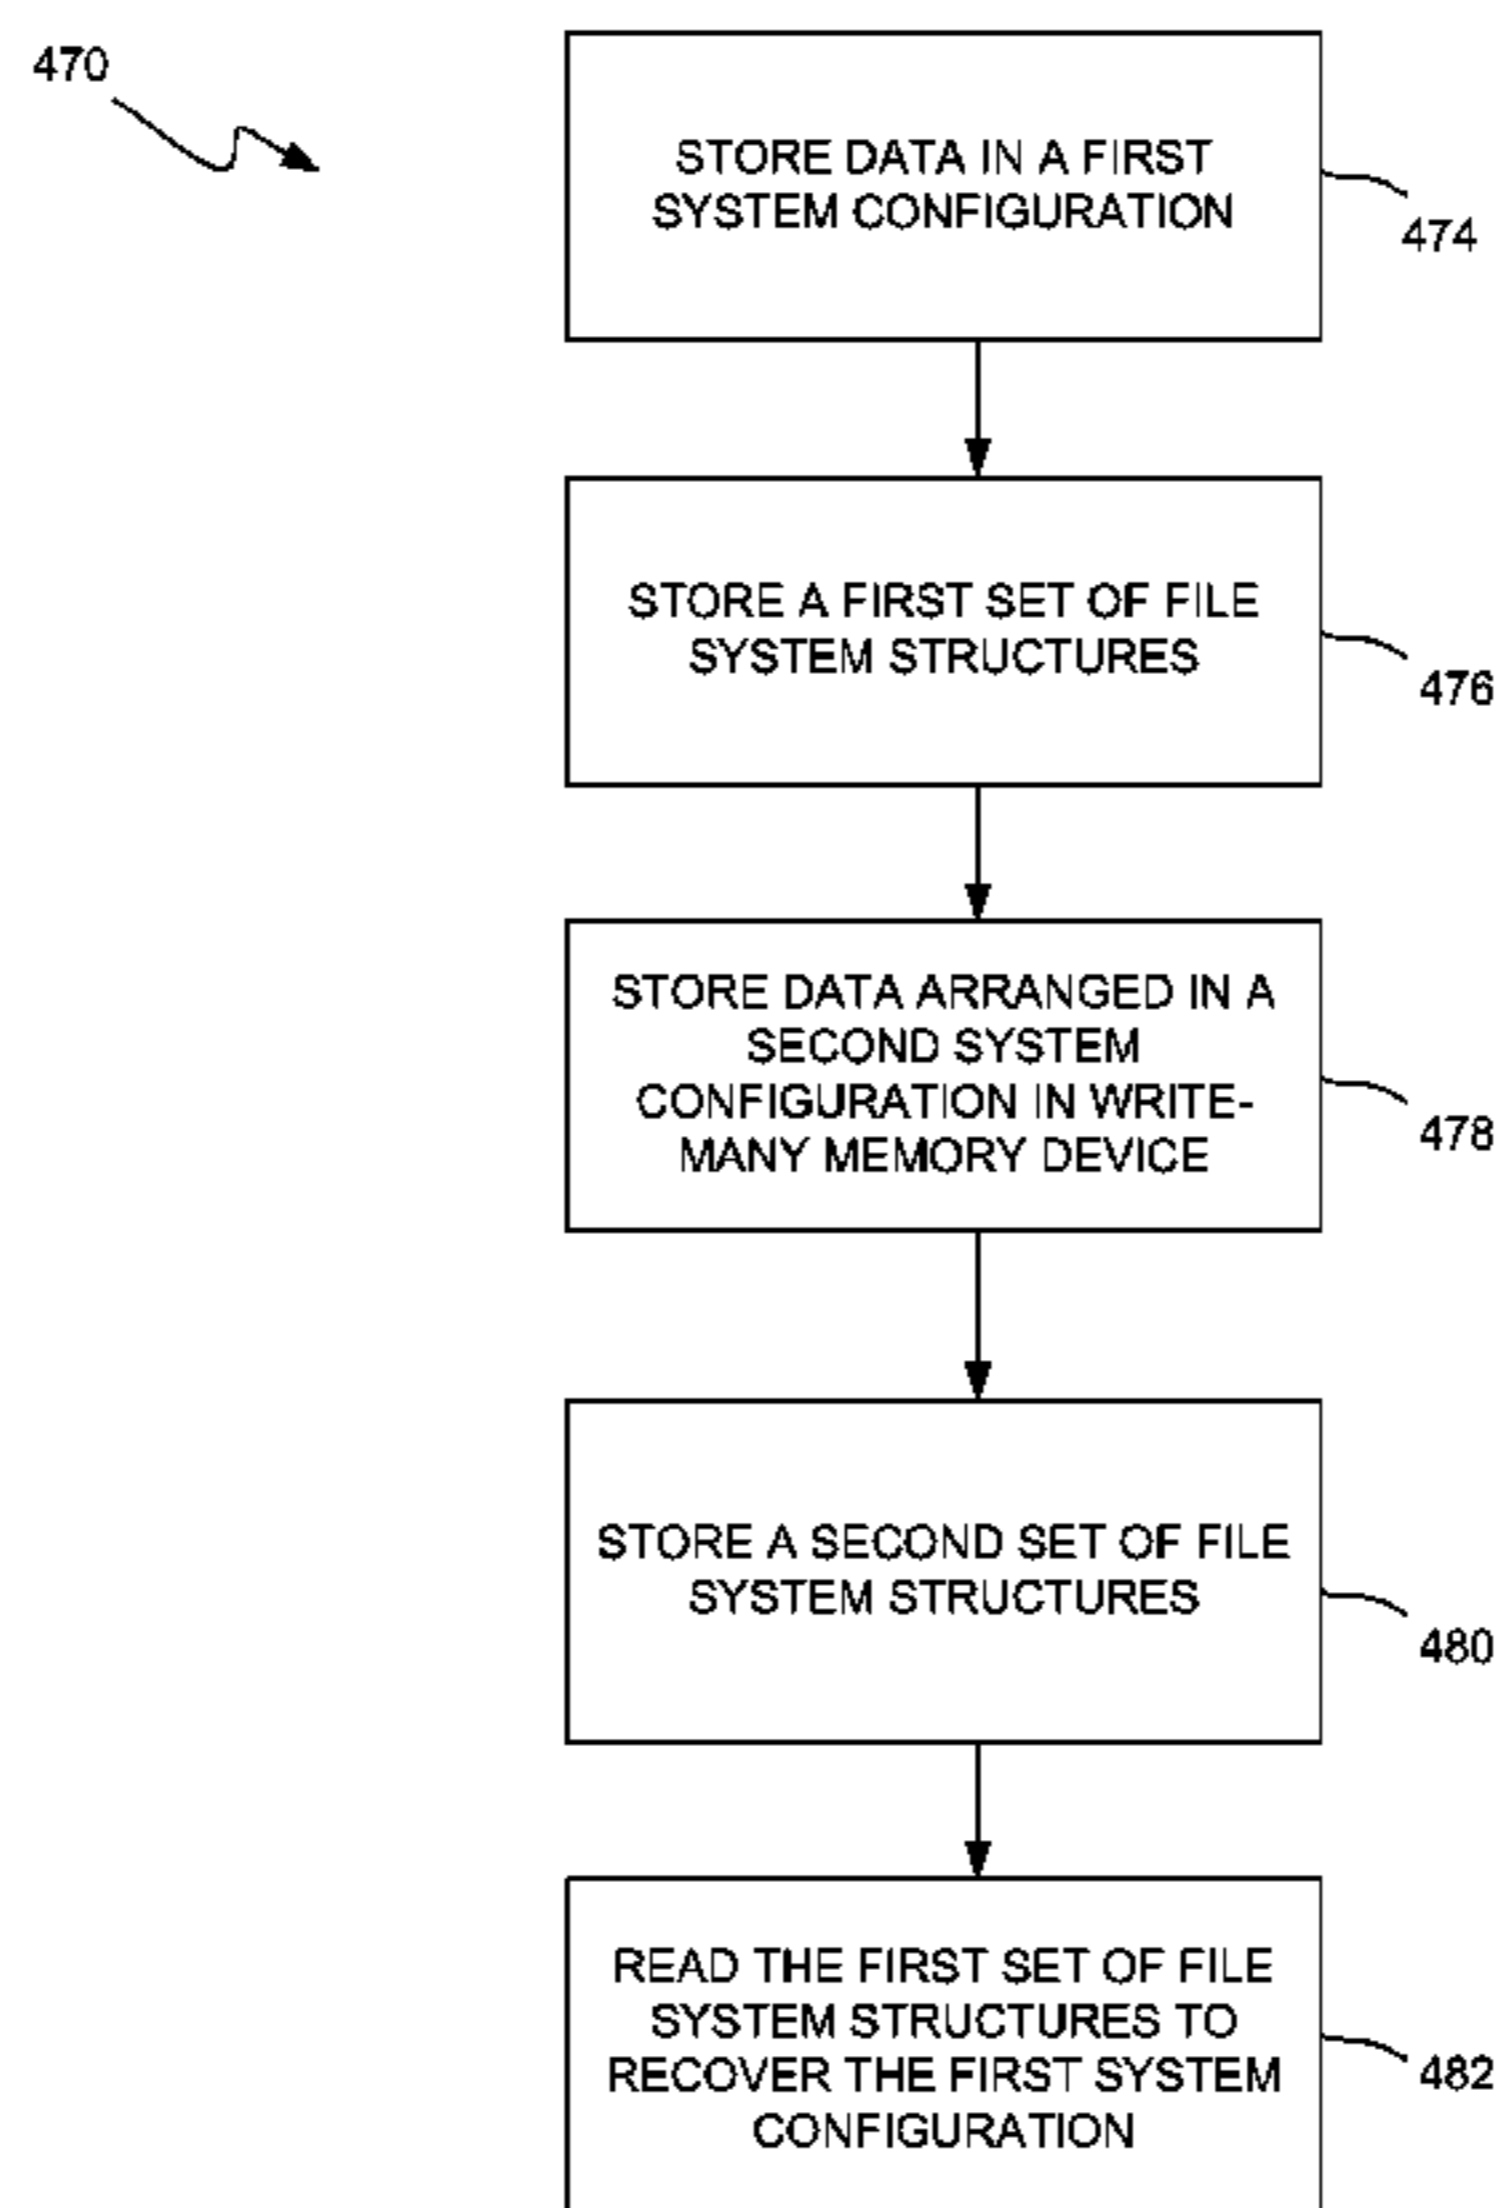 470
STORE DATA IN A FIRST
SYSTEM CONFIGURATION
474
STORE A FIRST SET OF FILE
SYSTEM STRUCTURES
476
STORE DATA ARRANGED IN A
SECOND SYSTEM
CONFIGURATION IN WRITE-
MANY MEMORY DEVICE
478
STORE A SECOND SET OF FILE
SYSTEM STRUCTURES
480
READ THE FIRST SET OF FILE
SYSTEM STRUCTURES TO
RECOVER THE FIRST SYSTEM
CONFIGURATION
482